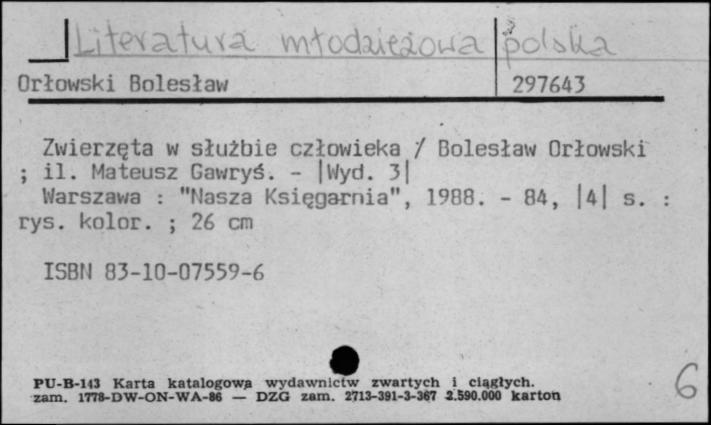 Literatura młodzieżowa polska
Orłowski Bolesław 297643
Zwierzęta w służbie człowieka / Bolesław Orłowski
; il. Mateusz Gawryś. - |Wyd. 3|
Warszawa : "Nasza Księgarnia", 1988. - 84, |4| s. :
rys. kolor. ; 26 cm
ISBN 83-10-07559-6
PU-B-143 Karta katalogowa wydawnictw zwartych i ciągłych.
zam. 1778-DW-ON-WA-86 — DZG zam. 2713-391-3-367 2.590.000 karton
6